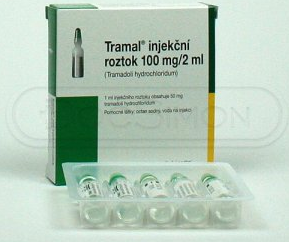 Tramal® injekční
roztok 100 mg/2 ml
(Tramadoli hydrochloridum)
1 ml injekčního roztoku obsahuje 50 mg
tramadoli hydrochloridum
Pomocné látky: octan sodný, voda na injekci